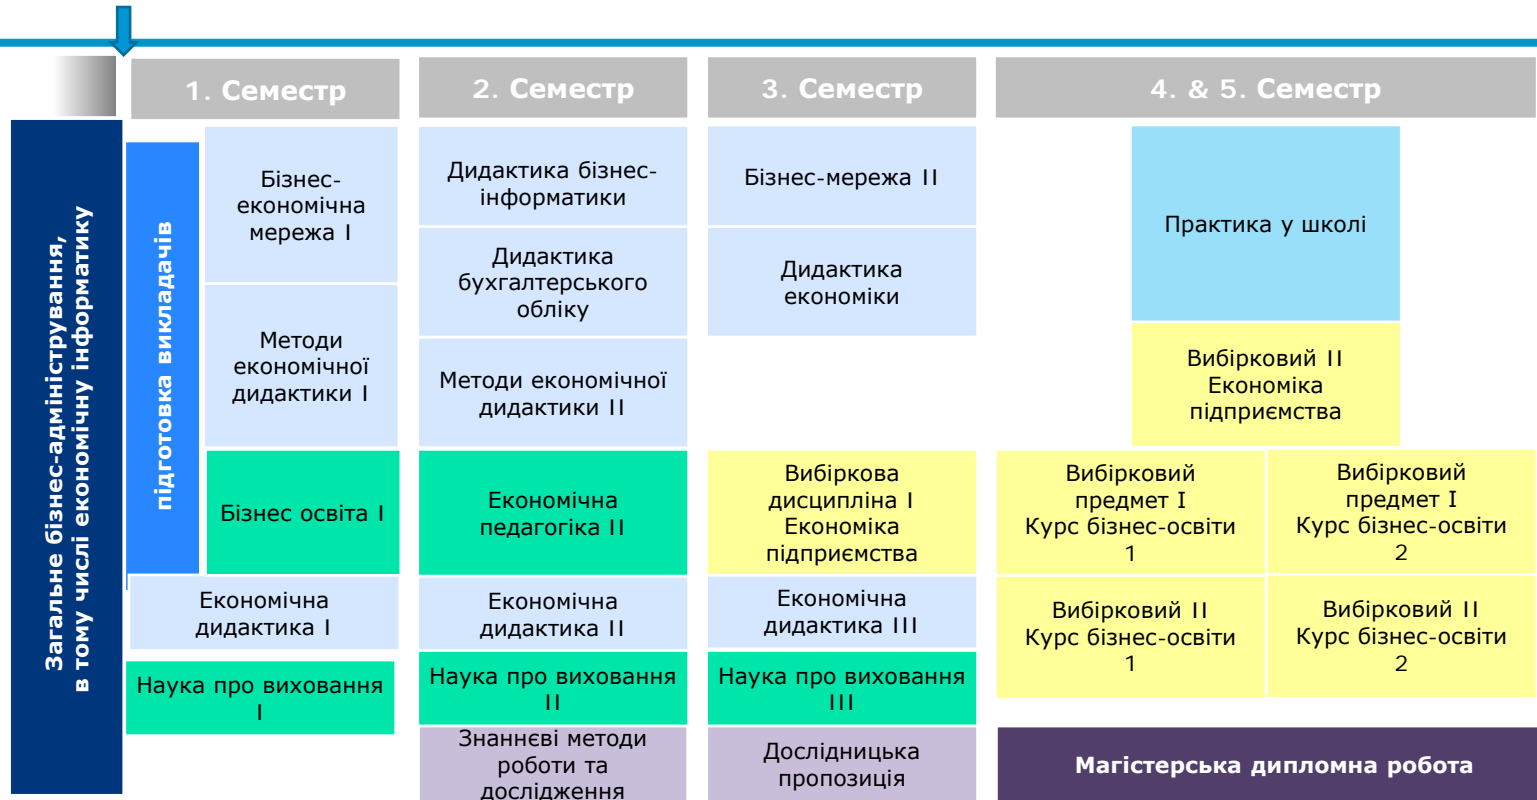 1. Семестр
2. Семестр
3. Семестр
4. & 5. Семестр
Загальне бізнес-адміністрування,
в тому числі економічну інформатику
підготовка викладачів
Бізнес-
економічна
мережа I
Методи
економічної
дидактики I
Бізнес освіта I
Економічна
дидактика I
Наука про виховання
I
Дидактика бізнес-
інформатики
Дидактика
бухгалтерського
обліку
Методи економічної
дидактики II
Економічна
педагогіка II
Економічна
дидактика II
Наука про виховання
II
Знаннєві методи
роботи та
дослідження
Бізнес-мережа II
Дидактика
економіки
Вибіркова
дисципліна I
Економіка
підприємства
Економічна
дидактика III
Наука про виховання
III
Дослідницька
пропозиція
Практика у школі
Вибірковий II
Економіка
підприємства
Вибірковий
предмет I
Курс бізнес-освіти
1
Вибірковий
предмет I
Курс бізнес-освіти
2
Вибірковий II
Курс бізнес-освіти
1
Вибірковий II
Курс бізнес-освіти
2
Магістерська дипломна робота